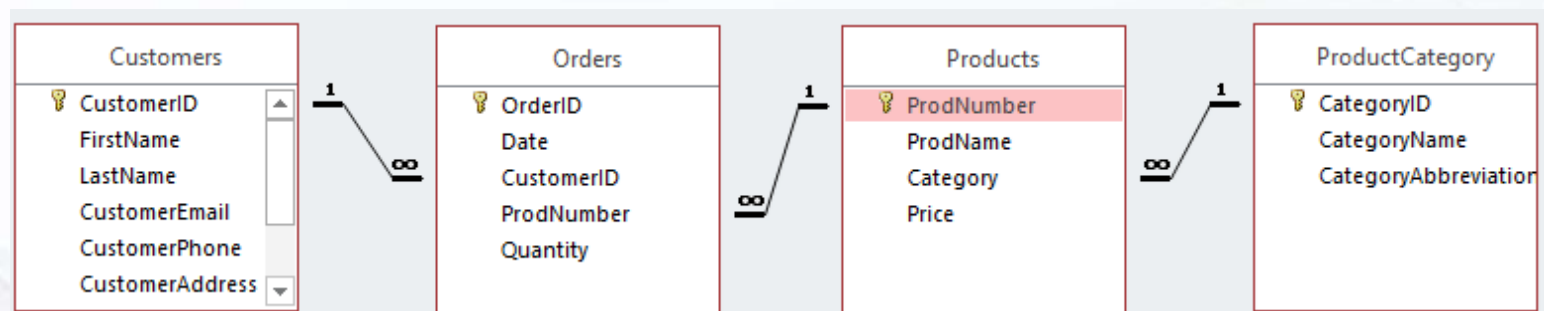 Customers
CustomerID
FirstName
LastName
CustomerEmail
CustomerPhone
CustomerAddress
1
∞
Orders
OrderID
Date
CustomerID
ProdNumber
Quantity
1
∞
Products
ProdNumber
ProdName
Category
Price
1
∞
ProductCategory
CategoryID
CategoryName
CategoryAbbreviation